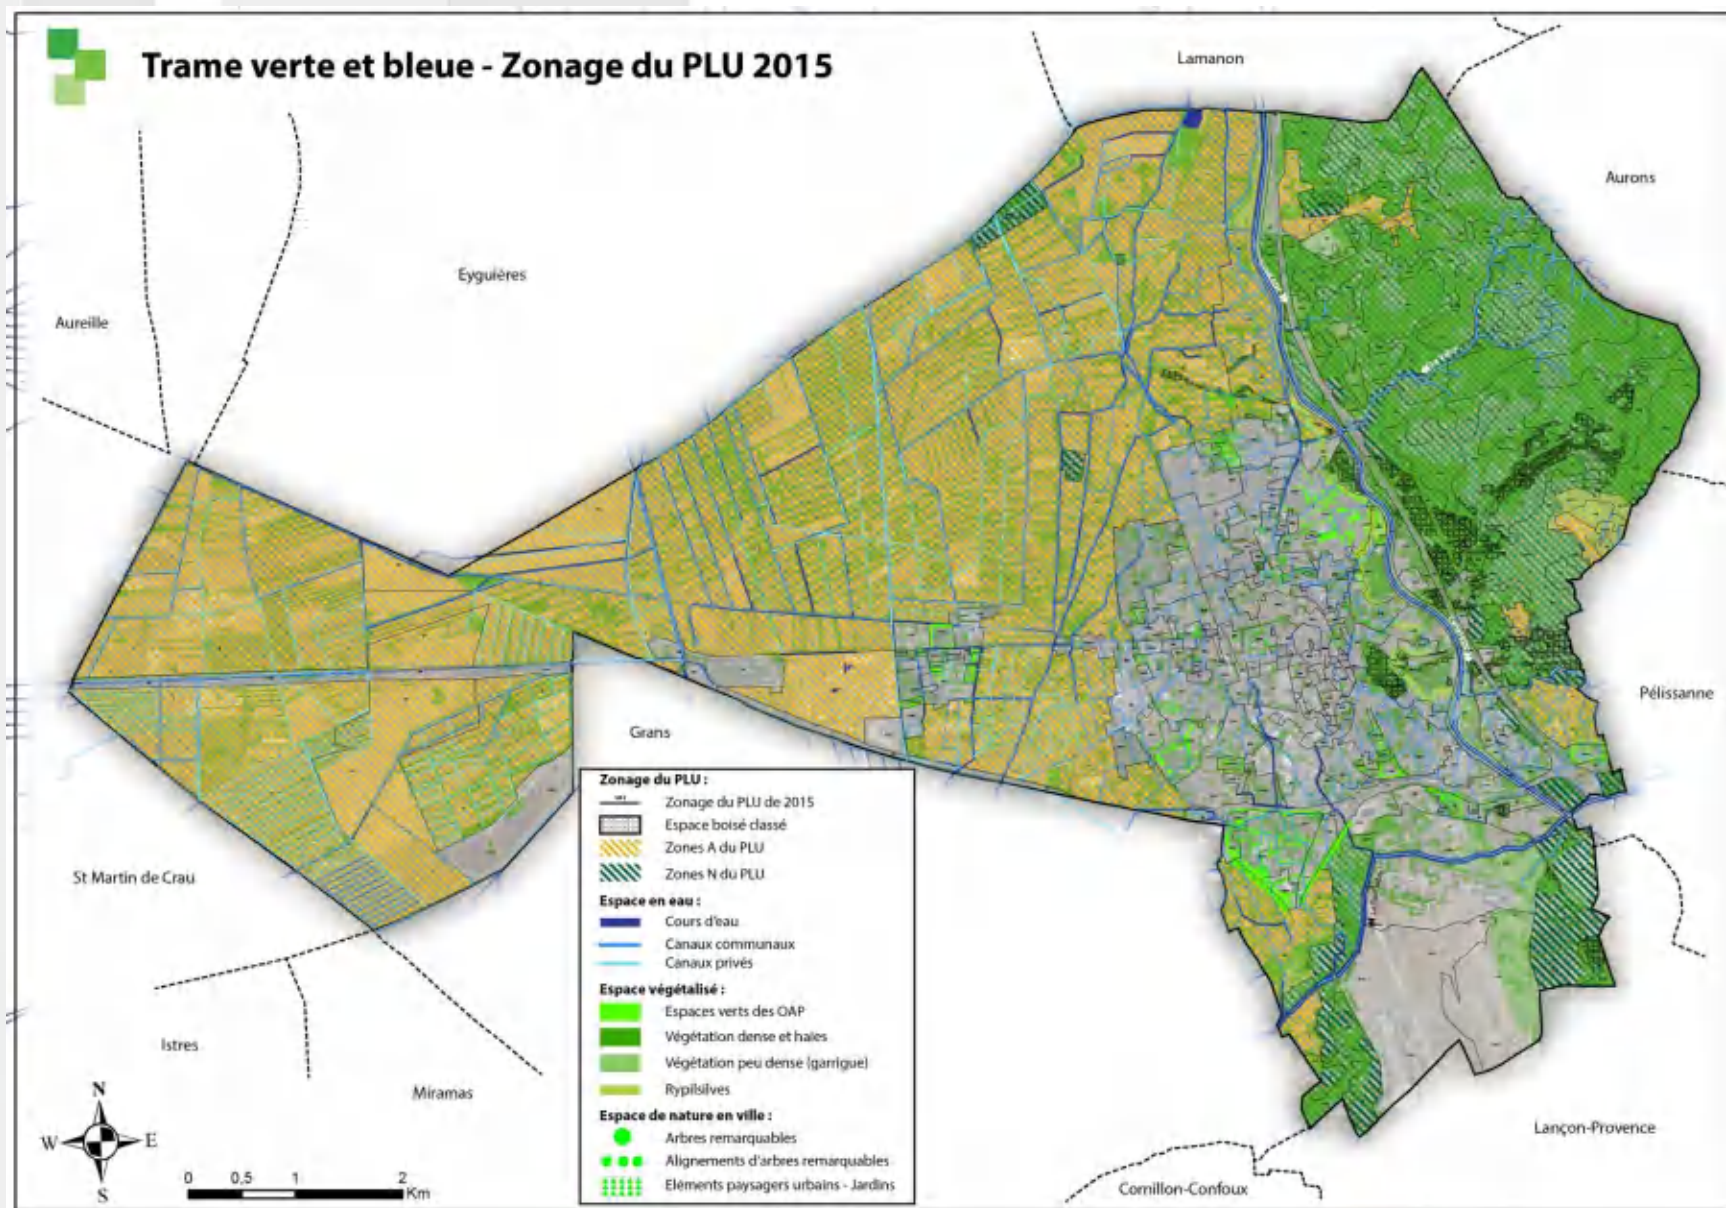 Trame verte et bleue - Zonage du PLU 2015
Lamanon
Aurons
Eyguières
Aureille
Pélissanne
Grans
St Martin de Crau
Istres
Miramas
Lançon-Provence
Cornillon-Confoux
Zonage du PLU :
Zonage du PLU de 2015
Espace boisé classé
Zones A du PLU
Zones N du PLU
Espace en eau :
Cours d'eau
Canaux communaux
Canaux privés
Espace végétalisé :
Espaces verts des OAP
Végétation dense et haies
Végétation peu dense (garrigue)
Rypilsilves
Espace de nature en ville :
Arbres remarquables
Alignements d'arbres remarquables
Eléments paysagers urbains - Jardins
N
W E
S
0 0.5 1 2
Km